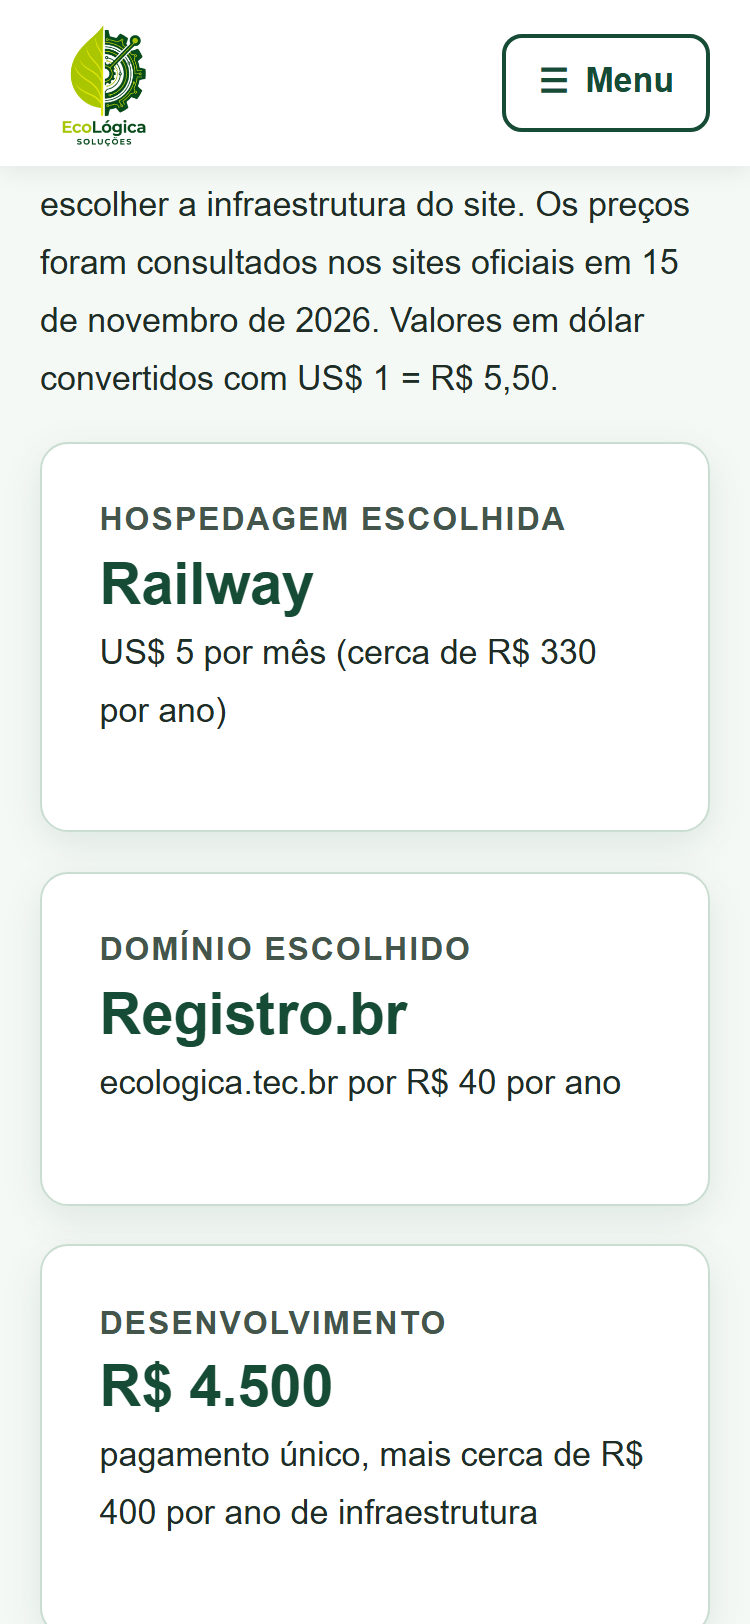 EcoLógica
SOLUÇÕES
☰ Menu
escolher a infraestrutura do site. Os preços
foram consultados nos sites oficiais em 15
de novembro de 2026. Valores em dólar
convertidos com US$ 1 = R$ 5,50.
HOSPEDAGEM ESCOLHIDA
Railway
US$ 5 por mês (cerca de R$ 330
por ano)
DOMÍNIO ESCOLHIDO
Registro.br
ecologica.tec.br por R$ 40 por ano
DESENVOLVIMENTO
R$ 4.500
pagamento único, mais cerca de R$
400 por ano de infraestrutura